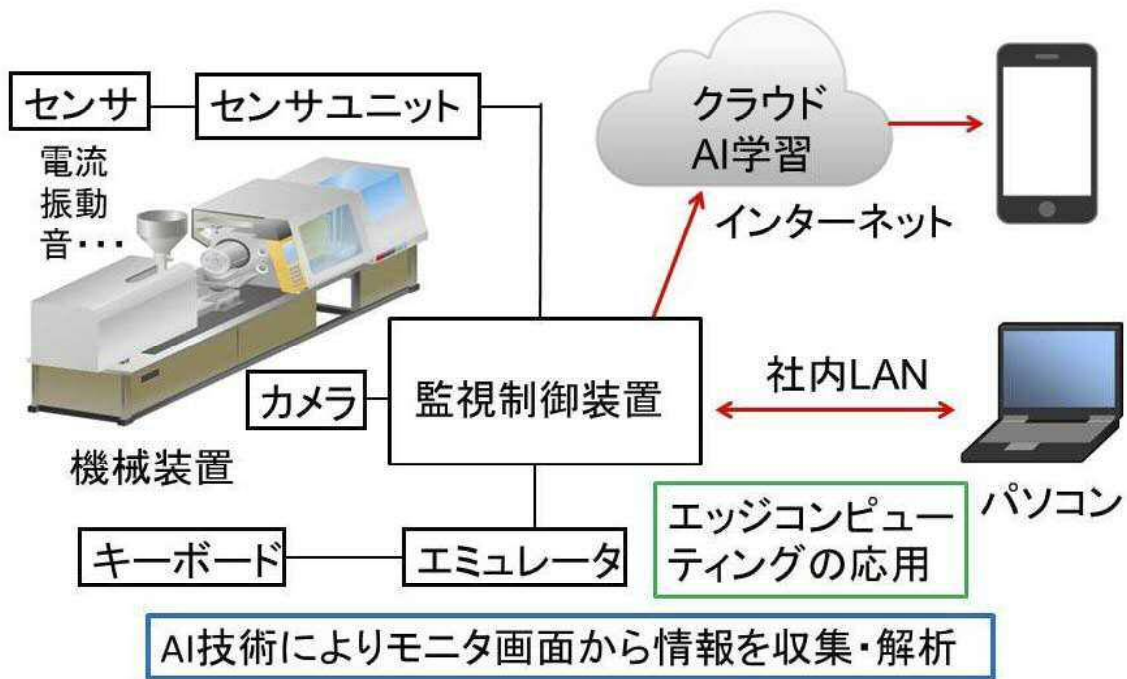 センサ
センサユニット
電流
振動
音・・・
クラウド
AI学習
インターネット
カメラ
監視制御装置
社内LAN
機械装置
パソコン
キーボード
エミュレータ
エッジコンピュー
ティングの応用
AI技術によりモニタ画面から情報を収集・解析